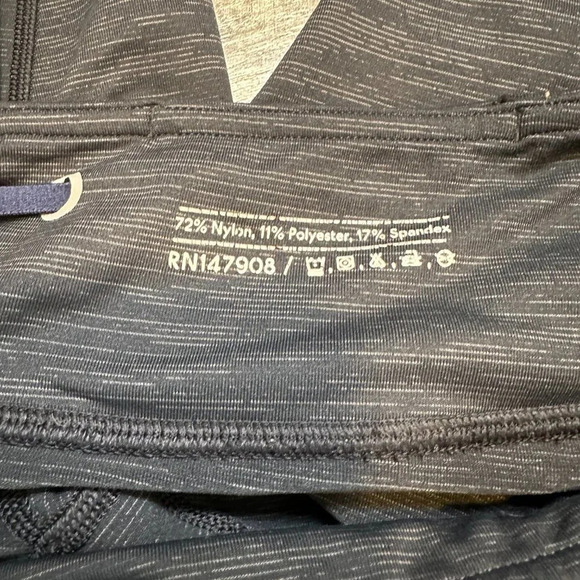 72% Nylon, 11% Polyester, 17% Spandex
RN147908 /